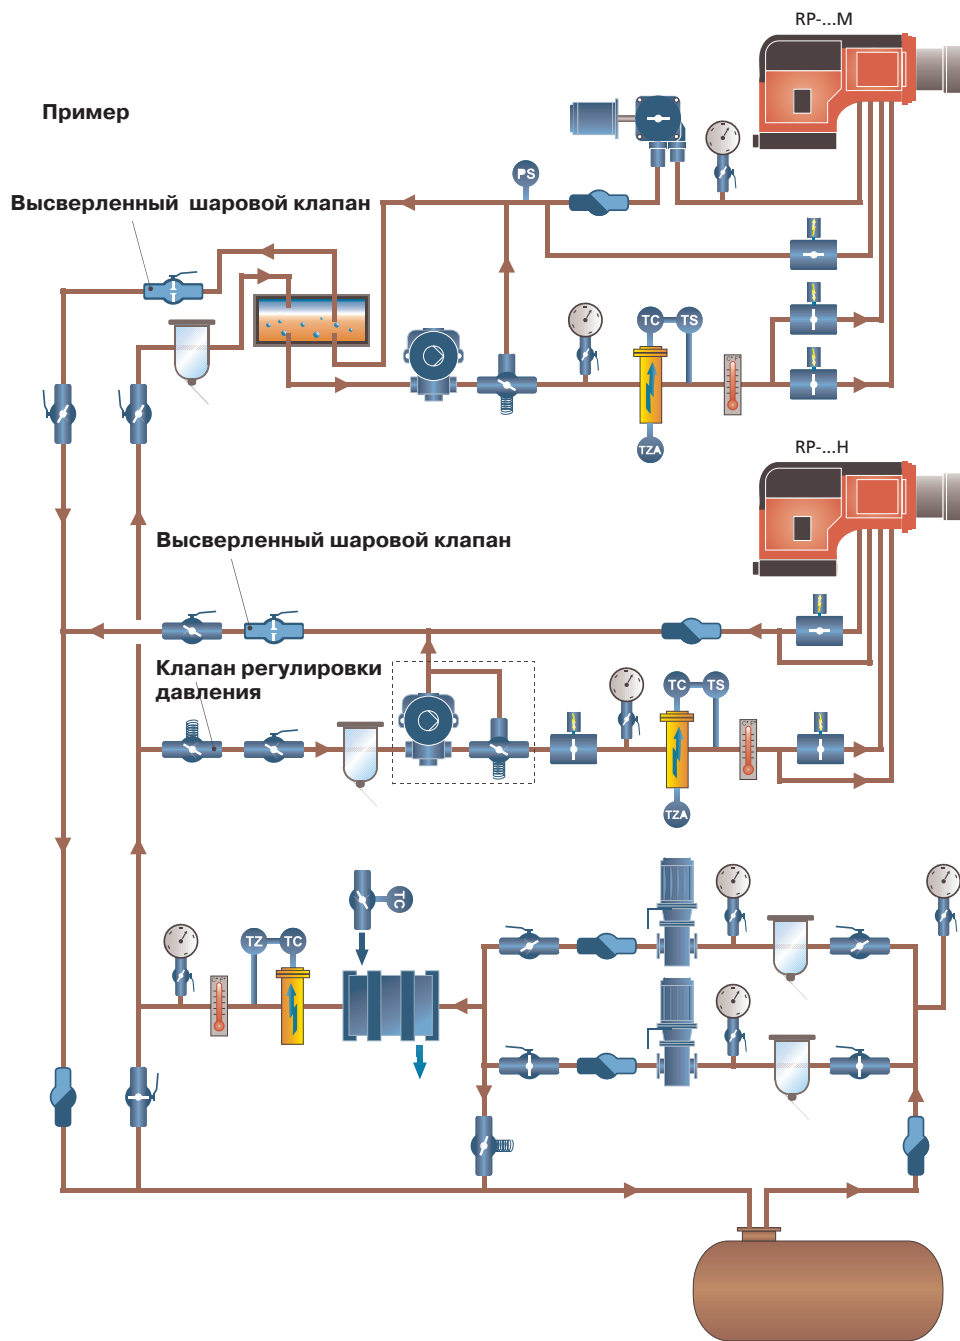 RP-...M
Пример
PS
Высверленный шаровой клапан
TC TS
TZA
RP-...H
Высверленный шаровой клапан
Клапан регулировки
давления
TC TS
TZA
TC
TZ TC